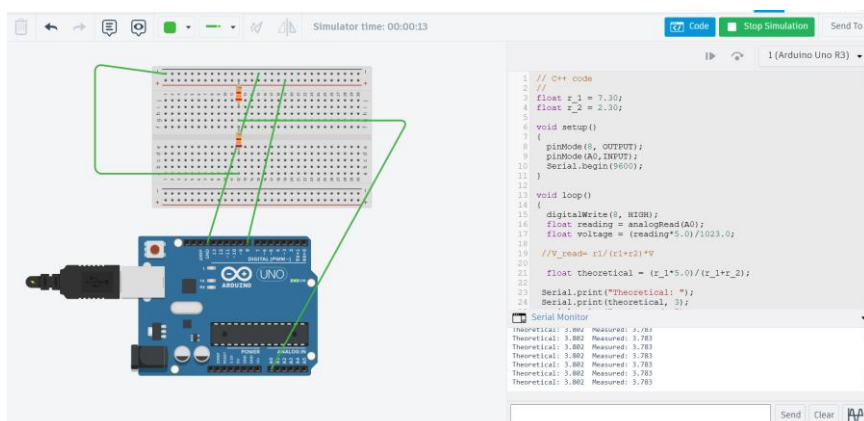 Simulator time: 00:00:13
Code
Stop Simulation
Send To
1 (Arduino Uno R3)
1 // C++ code
2 //
3 float r_1 = 7.30;
4 float r_2 = 2.30;
5
6 void setup()
7 {
8 pinMode(8, OUTPUT);
9 pinMode(A0,INPUT);
10 Serial.begin(9600);
11 }
12
13 void loop()
14 {
15 digitalWrite(8, HIGH);
16 float reading = analogRead(A0);
17 float voltage = (reading*5.0)/1023.0;
18
19 //V_read= r1/(r1+r2)*V
20
21 float theoretical = (r_1*5.0)/(r_1+r_2);
22
23 Serial.print("Theoretical: ");
24 Serial.print(theoretical, 3);
Serial Monitor
Theoretical: 3.802 Measured: 3.783
Theoretical: 3.802 Measured: 3.783
Theoretical: 3.802 Measured: 3.783
Theoretical: 3.802 Measured: 3.783
Theoretical: 3.802 Measured: 3.783
Theoretical: 3.802 Measured: 3.783
Theoretical: 3.802 Measured: 3.783
Send
Clear
DIGITAL (PWM~)
UNO
ARDUINO
POWER
ANALOG IN